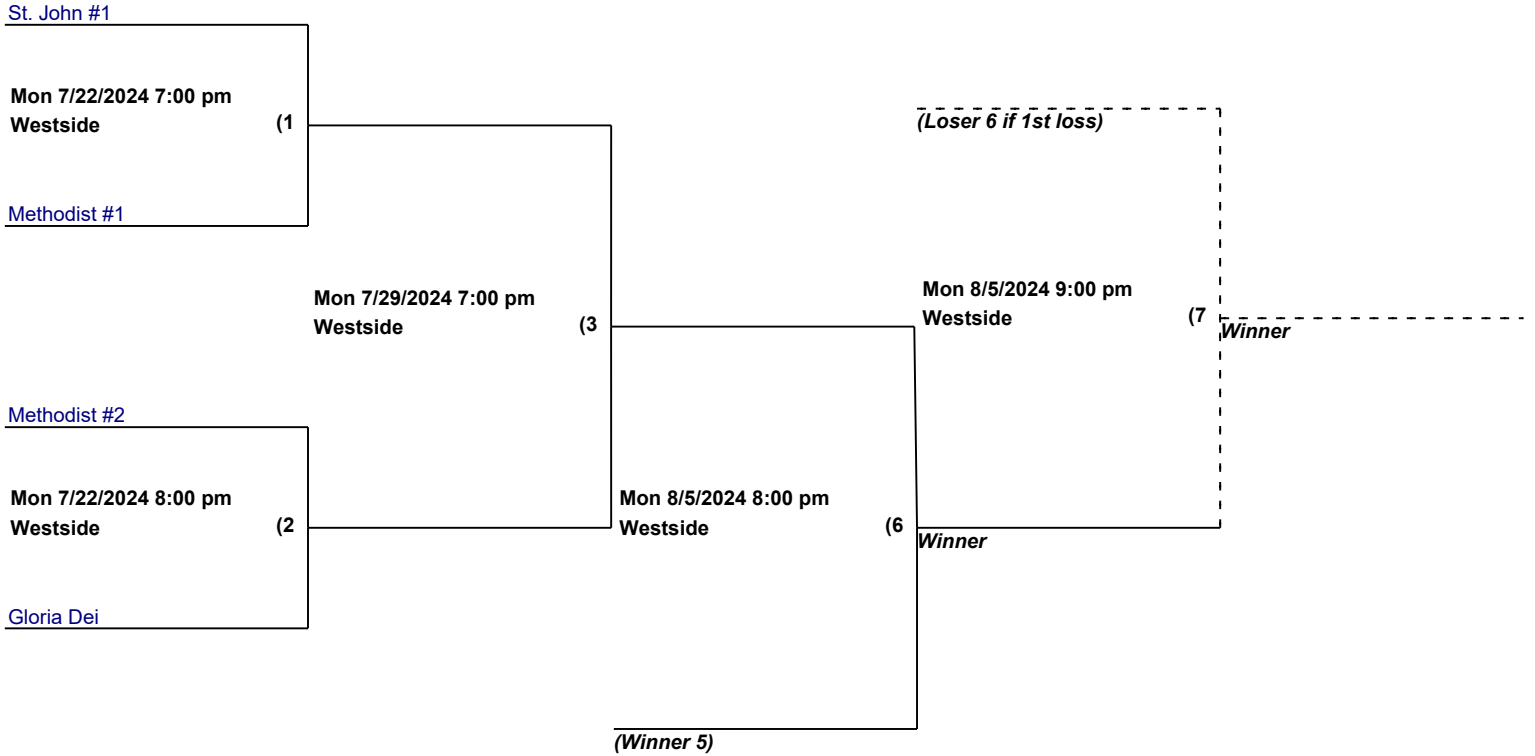 St. John #1
Mon 7/22/2024 7:00 pm
Westside
(1
Methodist #1
Mon 7/29/2024 7:00 pm
Westside
(3
Methodist #2
Mon 7/22/2024 8:00 pm
Westside
(2
Gloria Dei
Mon 8/5/2024 8:00 pm
Westside
(6
Winner
(Winner 5)
(Loser 6 if 1st loss)
Mon 8/5/2024 9:00 pm
Westside
(7
Winner